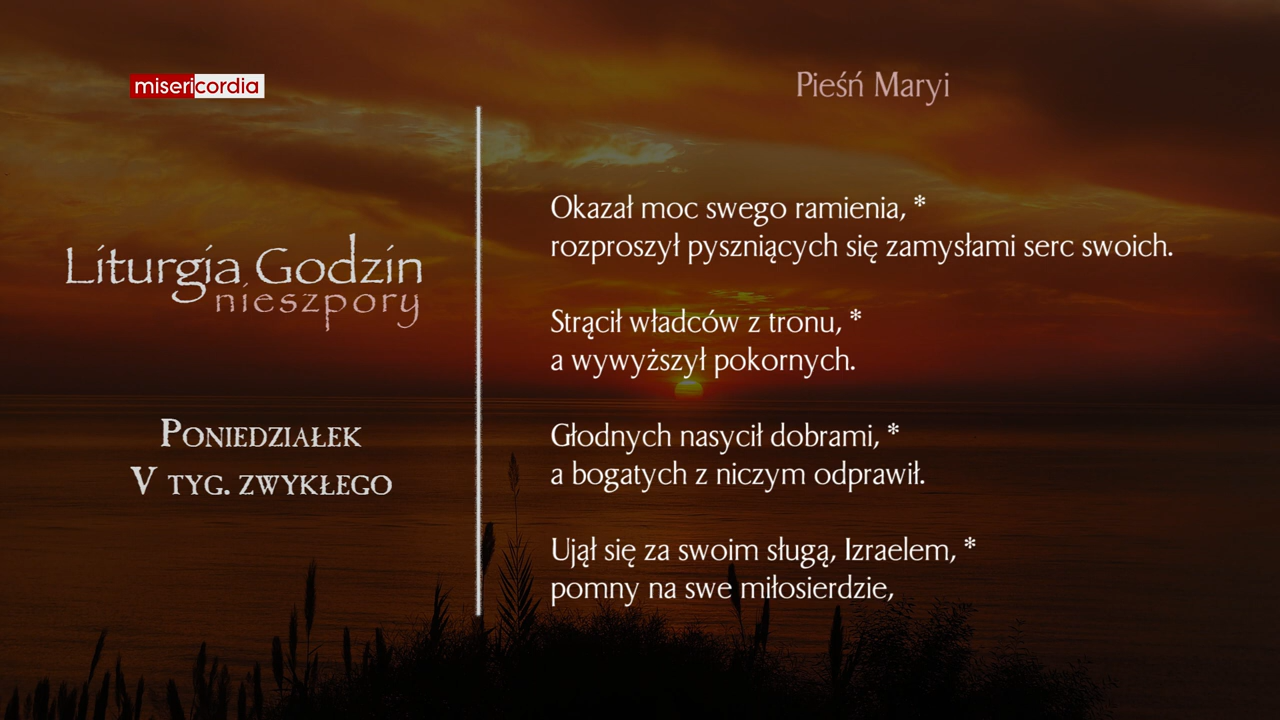 misericordia
Liturgia Godzin
nieszpory
Poniedziałek
V tyg. zwykłego
Pieśń Maryi
Okazał moc swego ramienia, *
rozproszył pyszniących się zamysłami serc swoich.
Strącił władców z tronu, *
a wywyższył pokornych.
Głodnych nasycił dobrami, *
a bogatych z niczym odprawił.
Ujął się za swoim sługą, Izraelem, *
pomny na swe miłosierdzie,